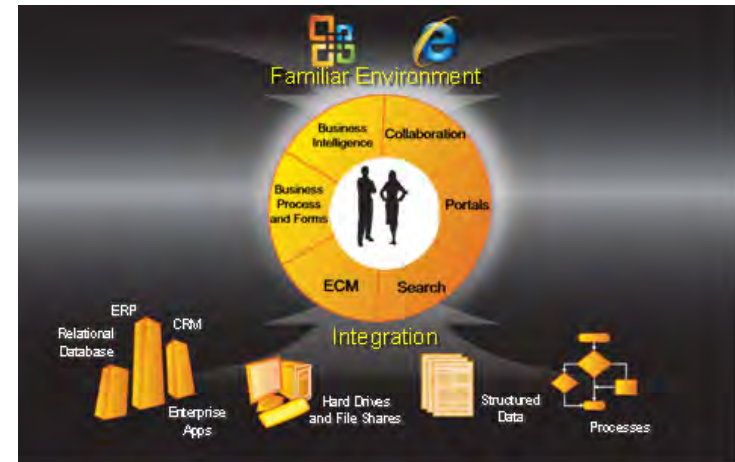 Familiar Environment
Business
Intelligence
Collaboration
Business
Process
and Forms
Portals
ECM
Search
Integration
ERP
CRM
Relational
Database
Enterprise
Apps
Hard Drives
and File Shares
Structured
Data
Processes